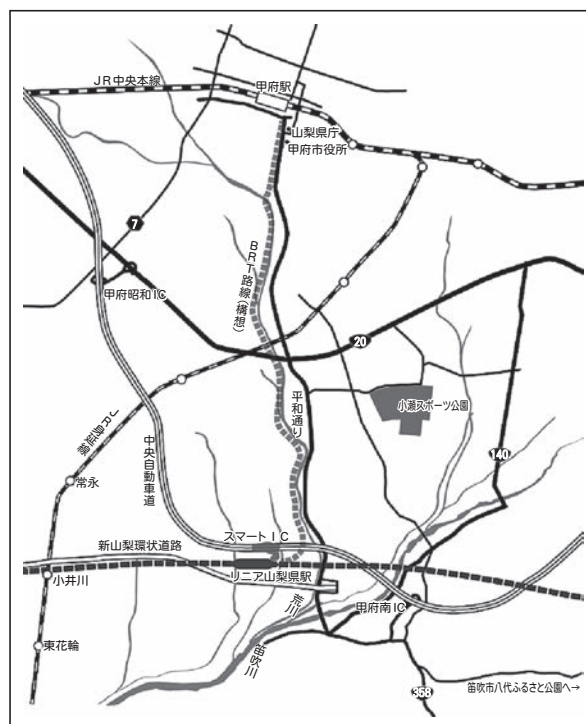 JR中央本線
甲府駅
山梨県庁
甲府市役所
7
BRT路線(構想)
甲府昭和IC
20
平和通り
小瀬スポーツ公園
JR身延線
中央自動車道
140
常永
スマートIC
新山梨環状道路
リニア山梨県駅
小井川
荒川
甲府南IC
笛吹川
東花輪
358
笛吹市八代ふるさと公園へ→